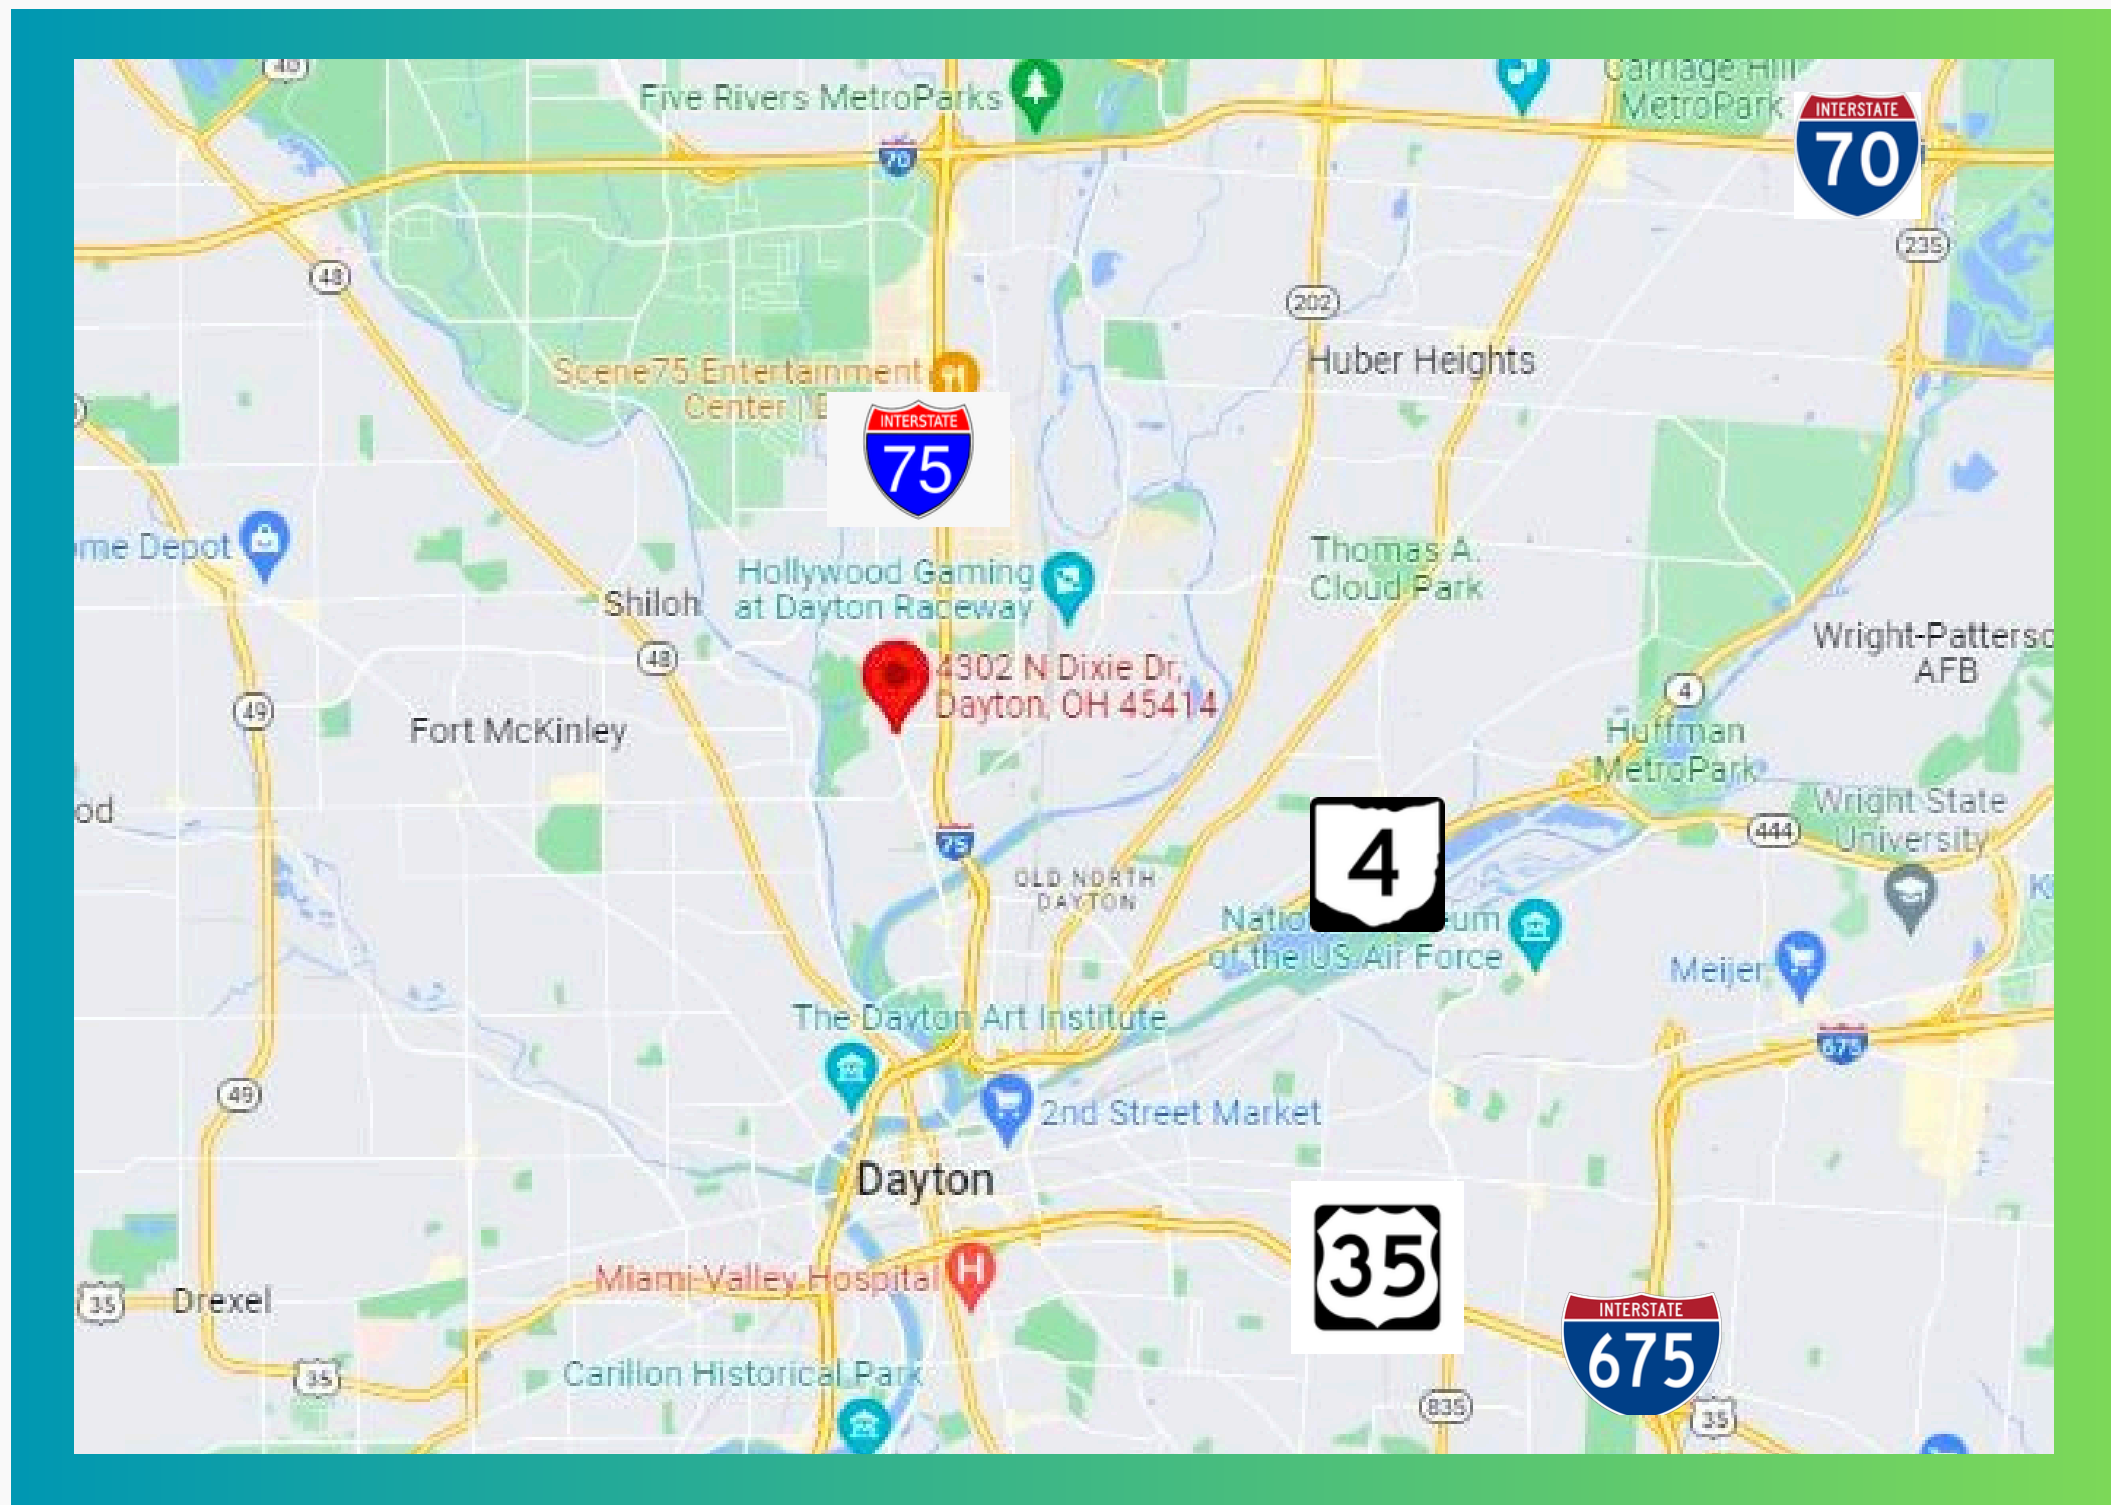 40
Five Rivers MetroParks
Carriage Hill
MetroPark
INTERSTATE
70
70
235
48
202
Huber Heights
Scene75 Entertainment
Center
INTERSTATE
75
me Depot
Hollywood Gaming
at Dayton Raceway
Thomas A.
Cloud Park
Shiloh
48
Wright-Patterso
AFB
4302 N Dixie Dr,
Dayton, OH 45414
4
49
Fort McKinley
Huffman
MetroPark
od
Wright State
University
444
75
4
OLD NORTH
DAYTON
Natio um
of the US Air Force
Meijer
The Dayton Art Institute
675
49
2nd Street Market
Dayton
35
Miami Valley Hospital
H
35
Drexel
INTERSTATE
675
Carillon Historical Park
35
835
35